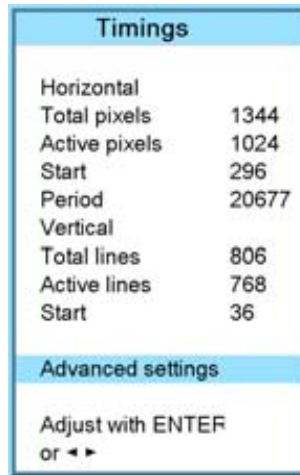 Timings
Horizontal
Total pixels 1344
Active pixels 1024
Start 296
Period 20677
Vertical
Total lines 806
Active lines 768
Start 36
Advanced settings
Adjust with ENTER
or ◄ ►